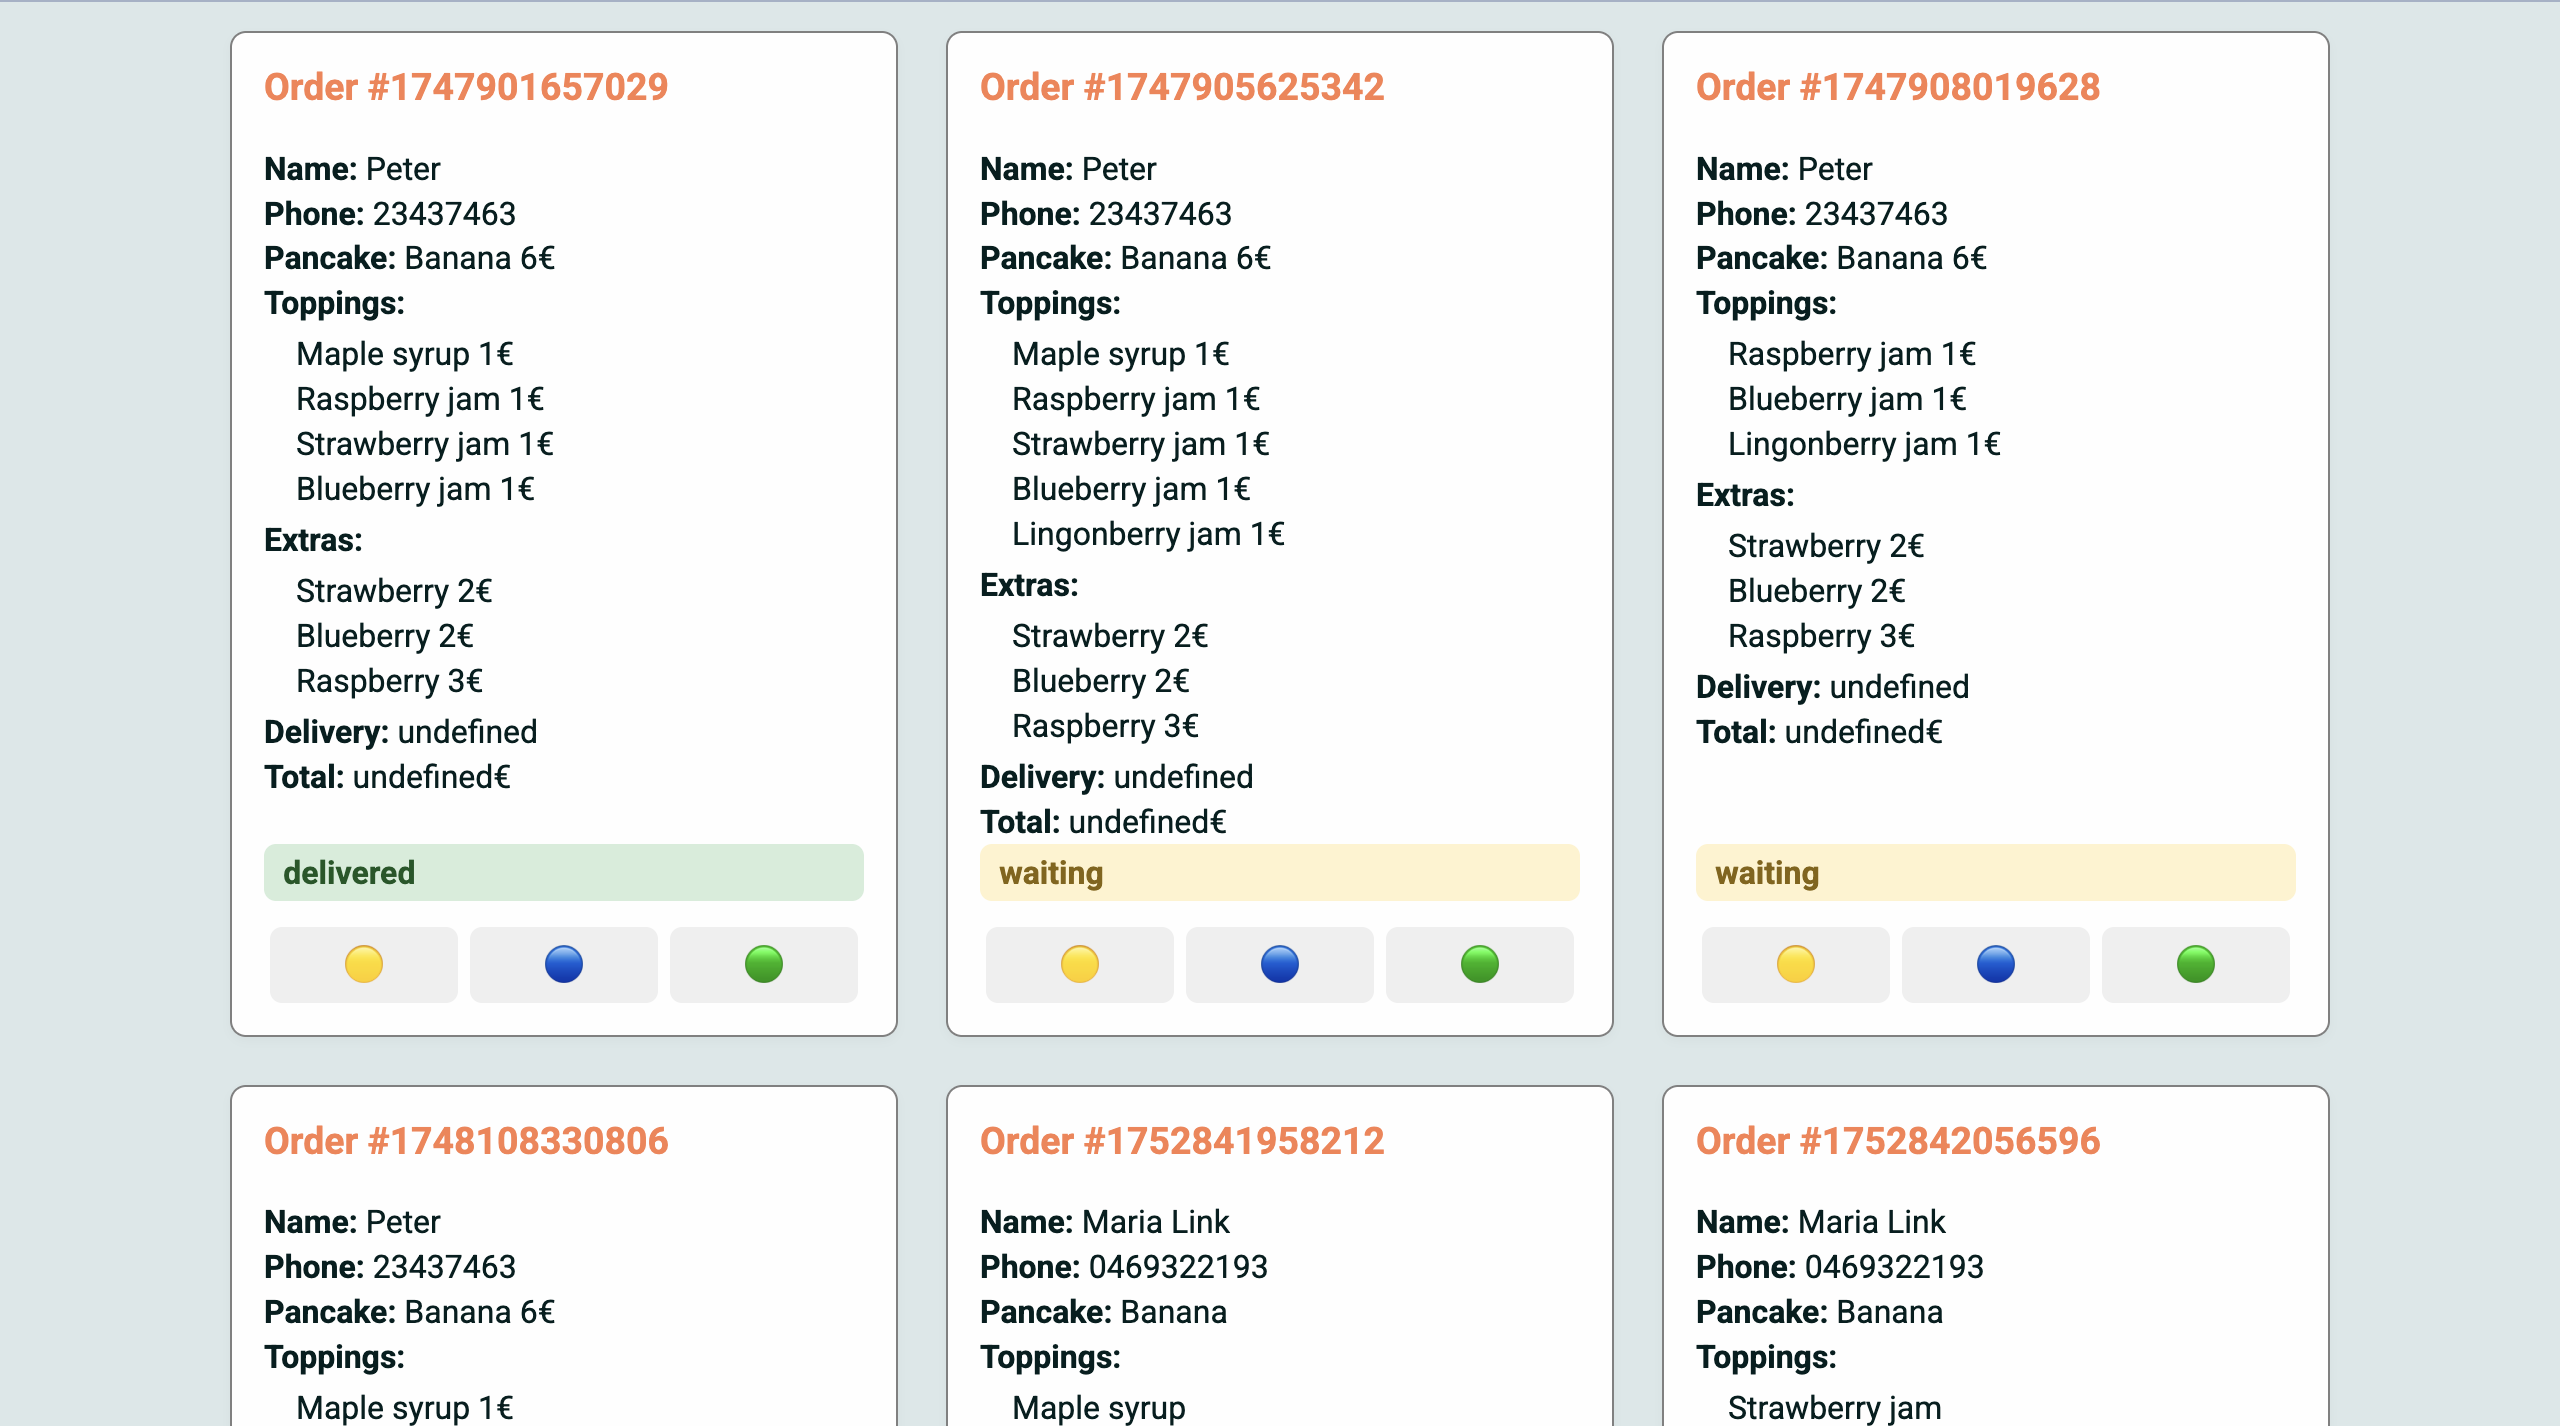 Order #1747901657029
Name: Peter
Phone: 23437463
Pancake: Banana 6€
Toppings:
Maple syrup 1€
Raspberry jam 1€
Strawberry jam 1€
Blueberry jam 1€
Extras:
Strawberry 2€
Blueberry 2€
Raspberry 3€
Delivery: undefined
Total: undefined€
delivered
Order #1747905625342
Name: Peter
Phone: 23437463
Pancake: Banana 6€
Toppings:
Maple syrup 1€
Raspberry jam 1€
Strawberry jam 1€
Blueberry jam 1€
Lingonberry jam 1€
Extras:
Strawberry 2€
Blueberry 2€
Raspberry 3€
Delivery: undefined
Total: undefined€
waiting
Order #1747908019628
Name: Peter
Phone: 23437463
Pancake: Banana 6€
Toppings:
Raspberry jam 1€
Blueberry jam 1€
Lingonberry jam 1€
Extras:
Strawberry 2€
Blueberry 2€
Raspberry 3€
Delivery: undefined
Total: undefined€
waiting
Order #1748108330806
Name: Peter
Phone: 23437463
Pancake: Banana 6€
Toppings:
Maple syrup 1€
Order #1752841958212
Name: Maria Link
Phone: 0469322193
Pancake: Banana
Toppings:
Maple syrup
Order #1752842056596
Name: Maria Link
Phone: 0469322193
Pancake: Banana
Toppings:
Strawberry jam